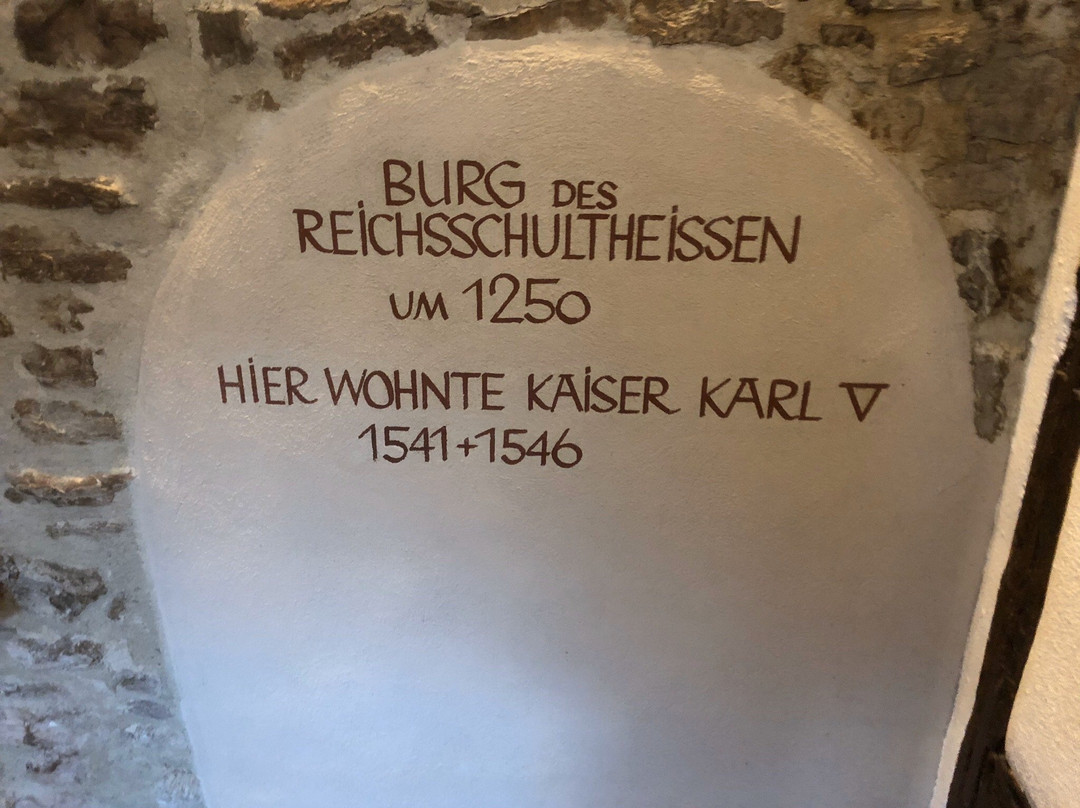 BURG DES
REICHSSCHULTHEISSEN
UM 1250
HIER WOHNTE KAISER KARL V
1541+1546